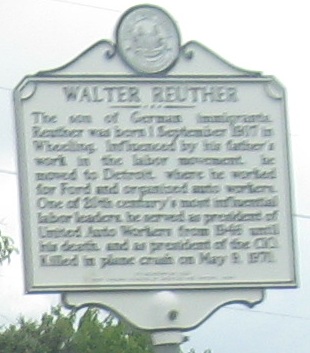 WALTER REUTHER
The son of German immigrants,
Reuther was born 1 September 1907 in
Wheeling. Influenced by his father's
work in the labor movement, he
moved to Detroit, where he worked
for Ford and organized auto workers.
One of 20th century's most influential
labor leaders, he served as president of
United Auto Workers from 1946 until
his death, and as president of the CIO.
Killed in plane crash on May 9, 1970.